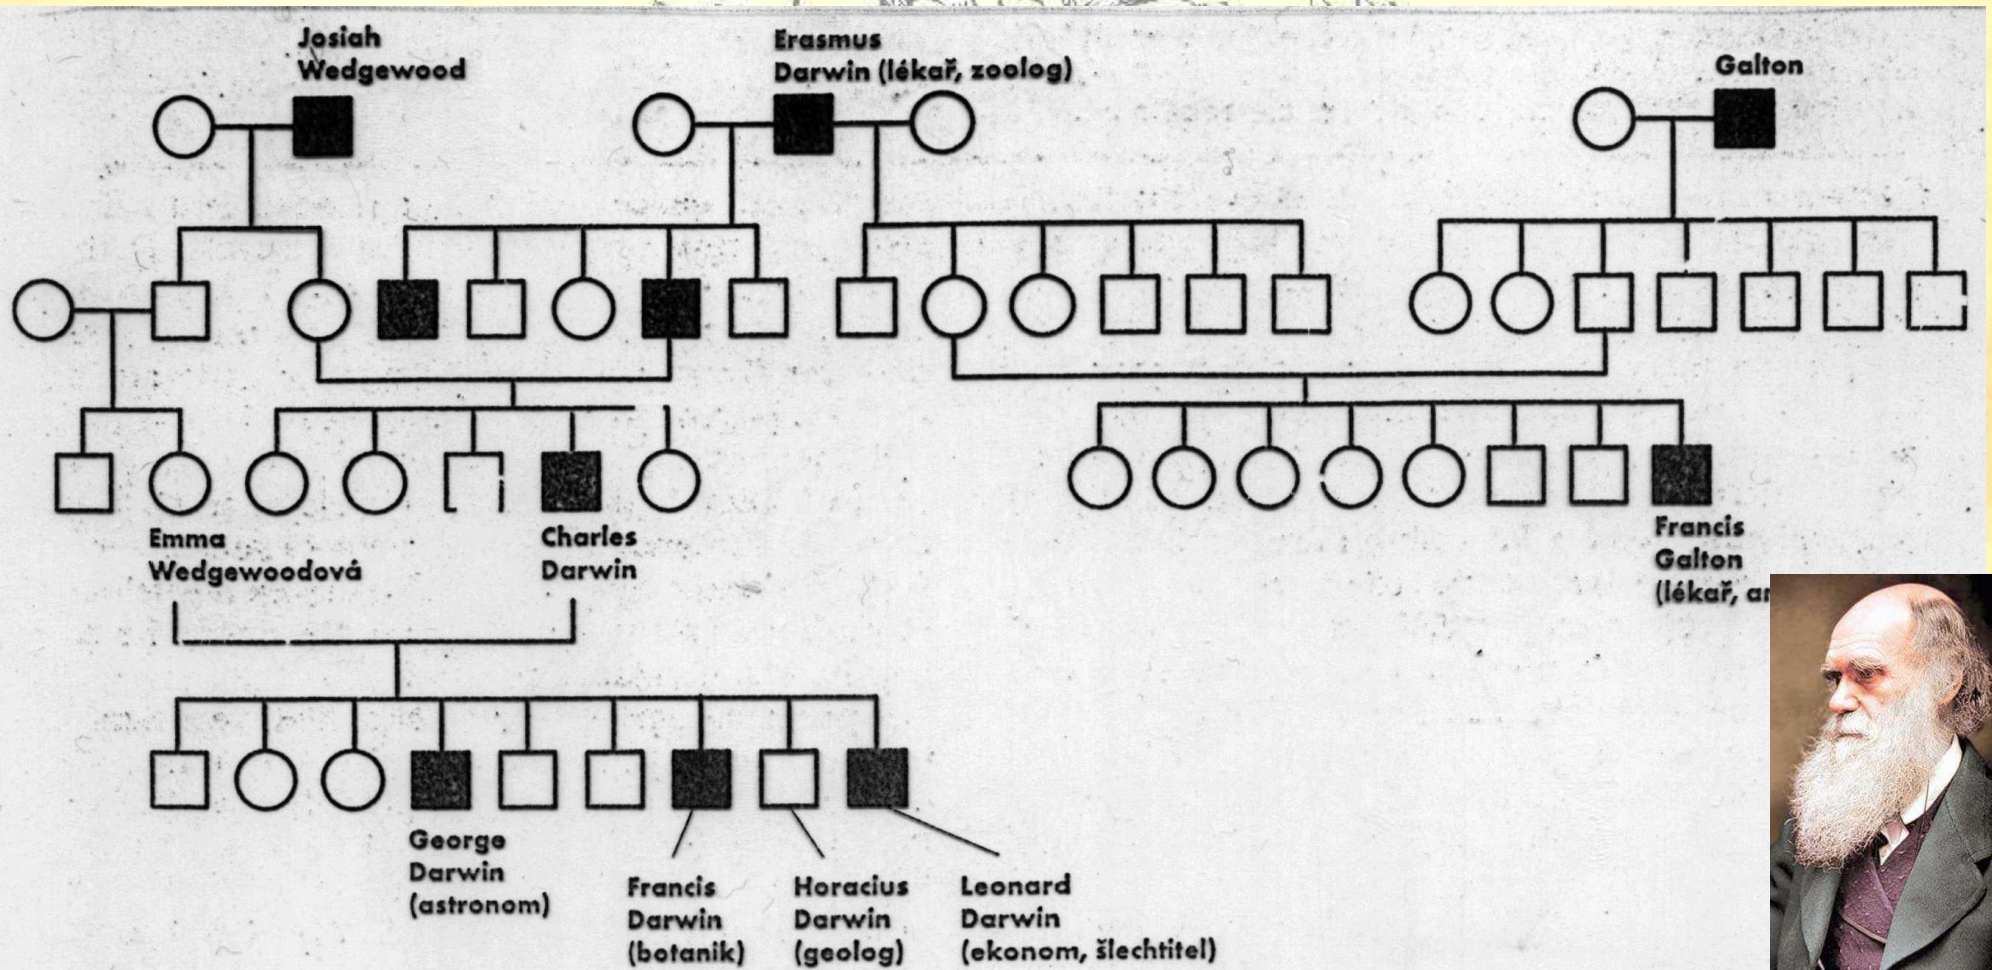 Josiah
Wedgewood
Erasmus
Darwin (lékař, zoolog)
Galton
Emma
Wedgewoodová
Charles
Darwin
Francis
Galton
(lékař,
George
Darwin
(astronom)
Francis
Darwin
(botanik)
Horacius
Darwin
(geolog)
Leonard
Darwin
(ekonom, šlechtitel)